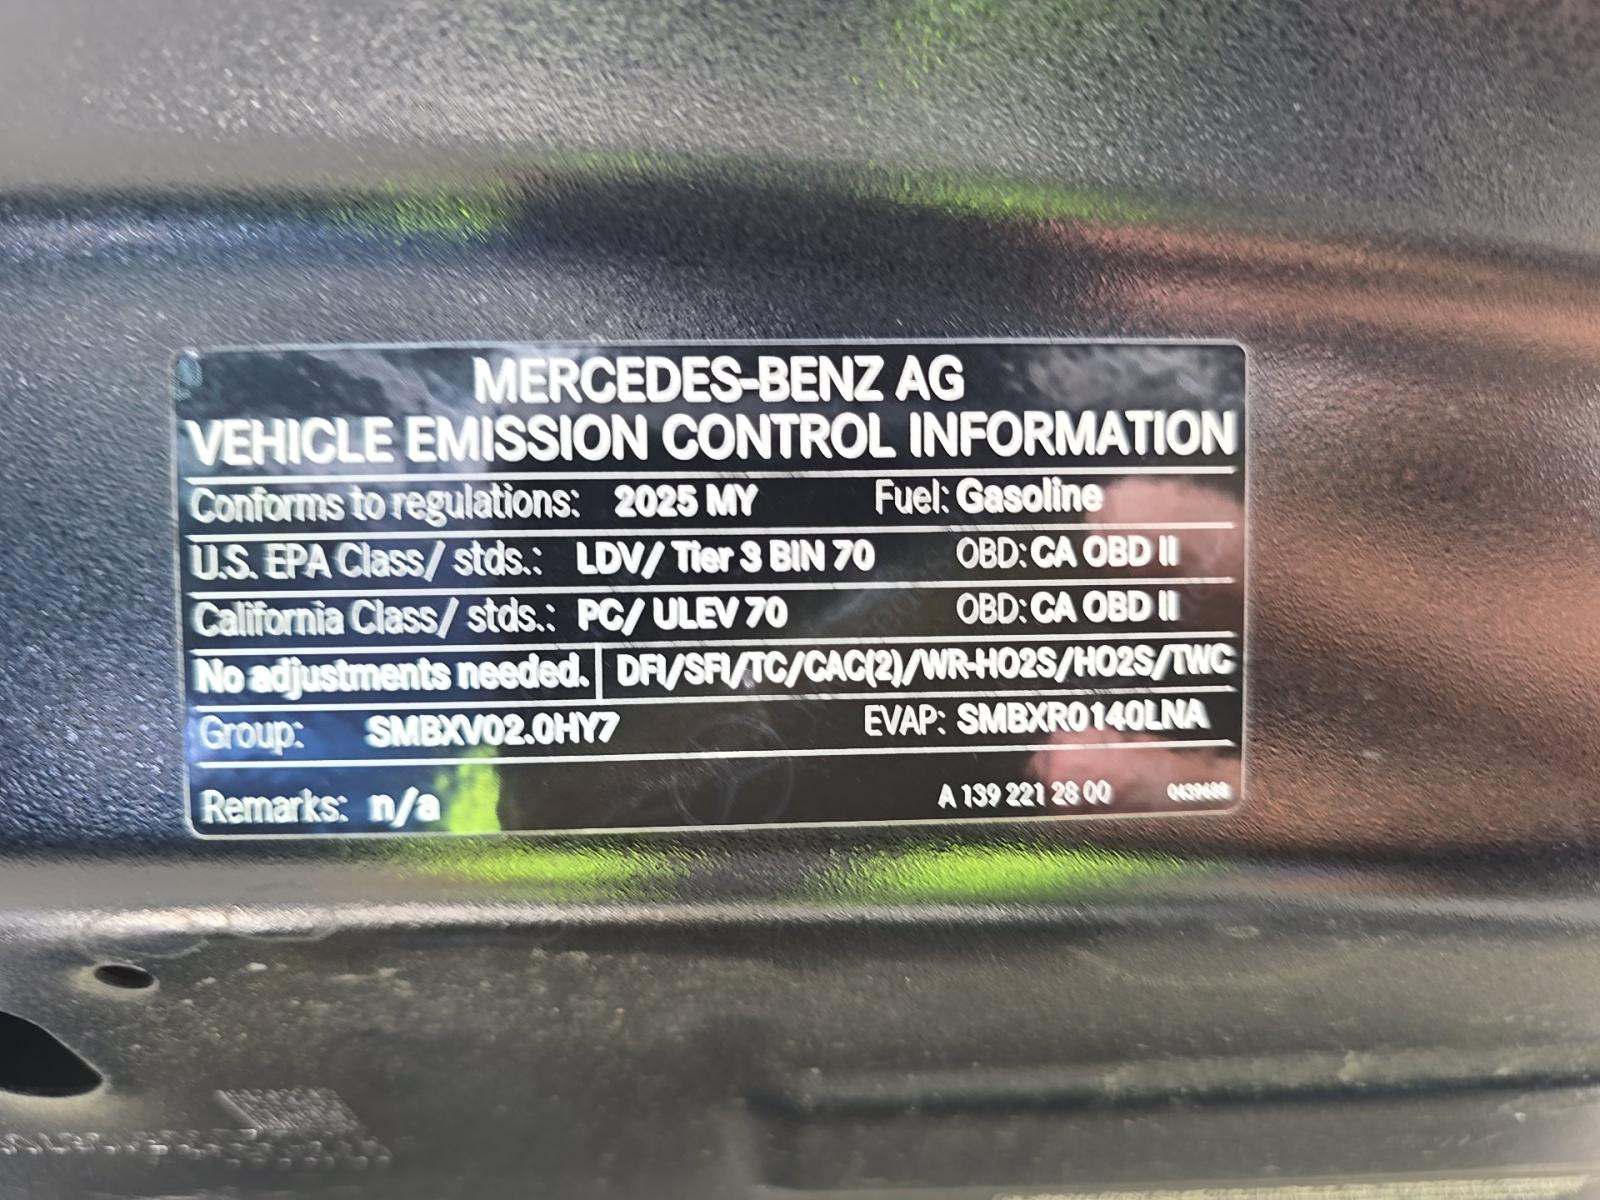 MERCEDES-BENZ AG
VEHICLE EMISSION CONTROL INFORMATION
Conforms to regulations: 2025 MY Fuel: Gasoline
U.S. EPA Class/ stds.: LDV/ Tier 3 BIN 70 OBD: CA OBD II
California Class/ stds.: PC/ ULEV 70 OBD: CA OBD II
No adjustments needed. DFI/SFI/TC/CAC(2)/WR-HO2S/HO2S/TWC
Group: SMBXV02.0HY7 EVAP: SMBXR0140LNA
Remarks: n/a A 139 221 28 00